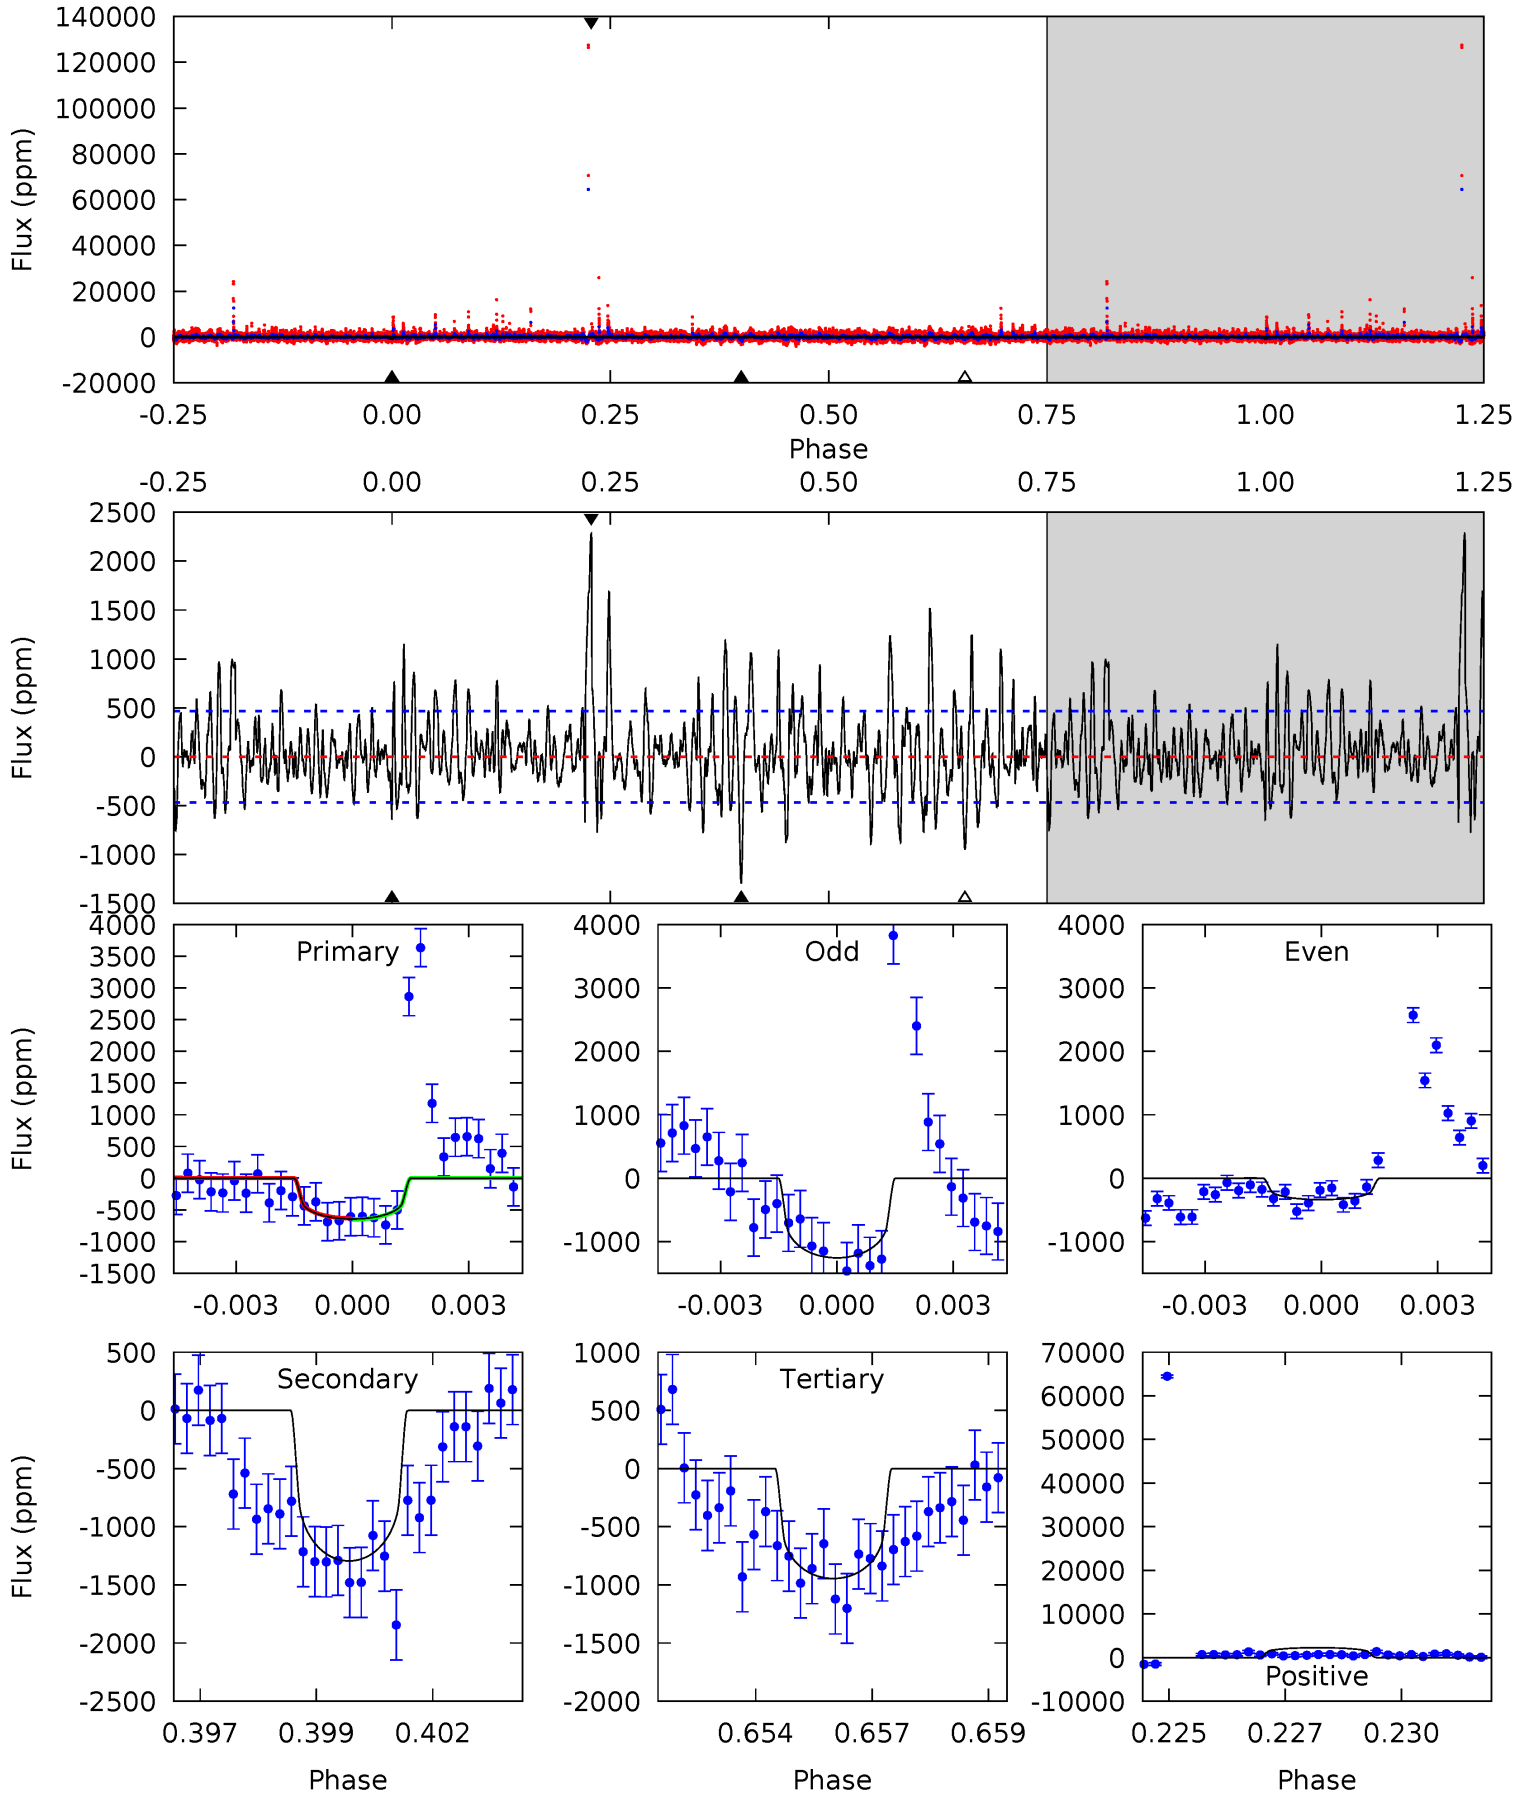 140000
120000
100000
80000
60000
40000
20000
0
-20000
Flux (ppm)
-0.25 0.00 0.25 0.50 0.75 1.00 1.25
Phase
-0.25 0.00 0.25 0.50 0.75 1.00 1.25
2500
2000
1500
1000
500
0
-500
-1000
-1500
Flux (ppm)
Primary
4000
3500
3000
2500
2000
1500
1000
500
0
-500
-1000
-1500
Flux (ppm)
-0.003 0.000 0.003
Odd
4000
3000
2000
1000
0
-1000
-0.003 0.000 0.003
Even
4000
3000
2000
1000
0
-1000
-0.003 0.000 0.003
Secondary
500
0
-500
-1000
-1500
-2000
-2500
Flux (ppm)
0.397 0.399 0.402
Phase
Tertiary
1000
500
0
-500
-1000
-1500
-2000
0.654 0.657 0.659
Phase
70000
60000
50000
40000
30000
20000
10000
0
-10000
Positive
0.225 0.227 0.230
Phase